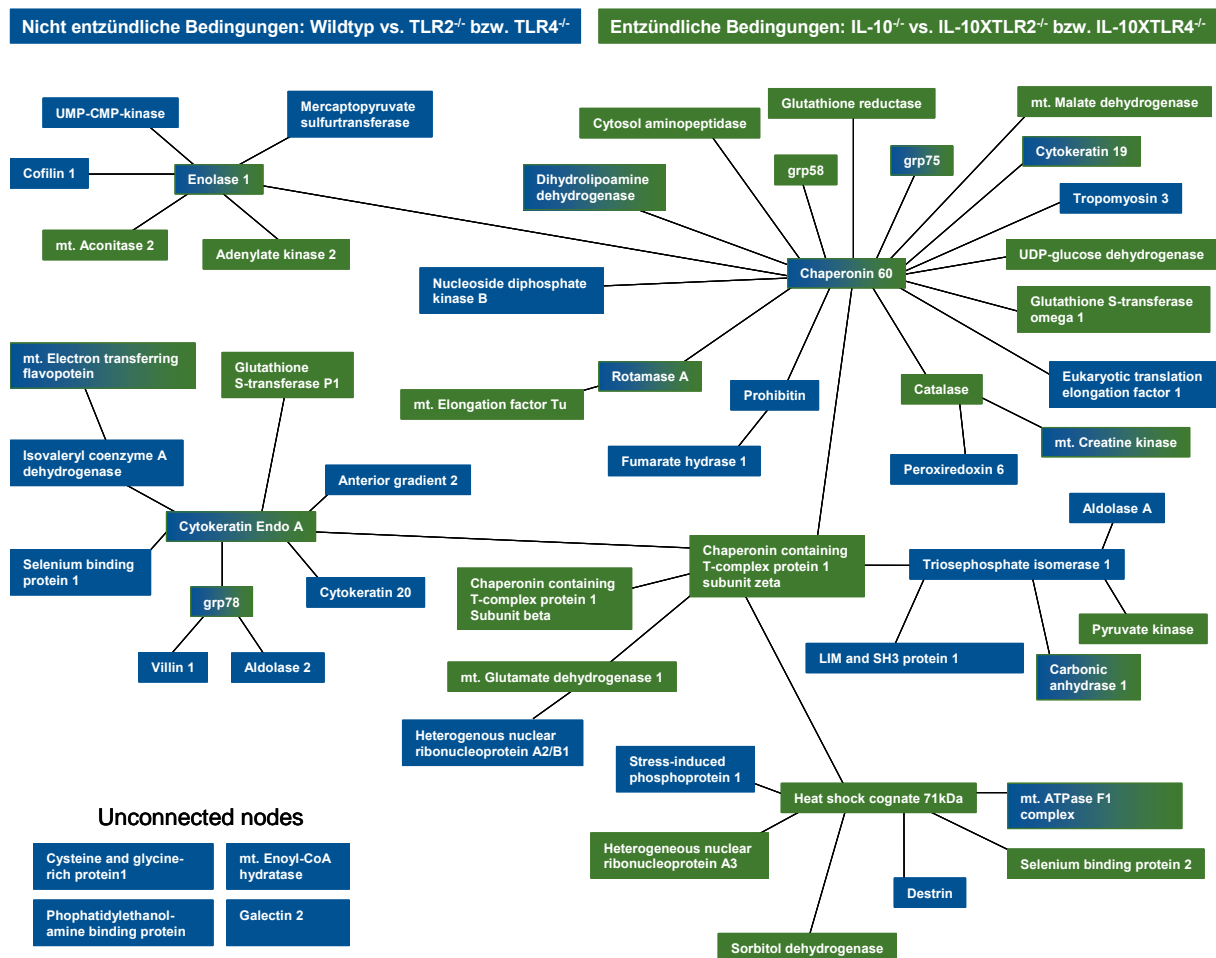 Nicht entzündliche Bedingungen: Wildtyp vs. TLR2-/- bzw. TLR4-/-
Entzündliche Bedingungen: IL-10-/- vs. IL-10XTLR2-/- bzw. IL-10XTLR4-/-
UMP-CMP-kinase
Mercaptopyruvate
sulfurtransferase
Cofilin 1
Enolase 1
mt. Aconitase 2
Adenylate kinase 2
Glutathione reductase
mt. Malate dehydrogenase
Cytosol aminopeptidase
Cytokeratin 19
grp58
grp75
Dihydrolipoamine
dehydrogenase
Tropomyosin 3
UDP-glucose dehydrogenase
Chaperonin 60
Nucleoside diphosphate
kinase B
Glutathione S-transferase
omega 1
Rotamase A
mt. Elongation factor Tu
Prohibitin
Fumarate hydrase 1
Catalase
Eukaryotic translation
elongation factor 1
mt. Creatine kinase
Peroxiredoxin 6
mt. Electron transferring
flavopotein
Glutathione
S-transferase P1
Isovaleryl coenzyme A
dehydrogenase
Anterior gradient 2
Cytokeratin Endo A
Selenium binding
protein 1
grp78
Cytokeratin 20
Villin 1
Aldolase 2
Chaperonin containing
T-complex protein 1
subunit zeta
Chaperonin containing
T-complex protein 1
Subunit beta
Aldolase A
Triosephosphate isomerase 1
Pyruvate kinase
LIM and SH3 protein 1
Carbonic
anhydrase 1
mt. Glutamate dehydrogenase 1
Heterogenous nuclear
ribonucleoprotein A2/B1
Stress-induced
phosphoprotein 1
Heat shock cognate 71kDa
mt. ATPase F1
complex
Heterogeneous nuclear
ribonucleoprotein A3
Selenium binding protein 2
Destrin
Sorbitol dehydrogenase
Unconnected nodes
Cysteine and glycine-
rich protein1
mt. Enoyl-CoA
hydratase
Phophatidylethanol-
amine binding protein
Galectin 2